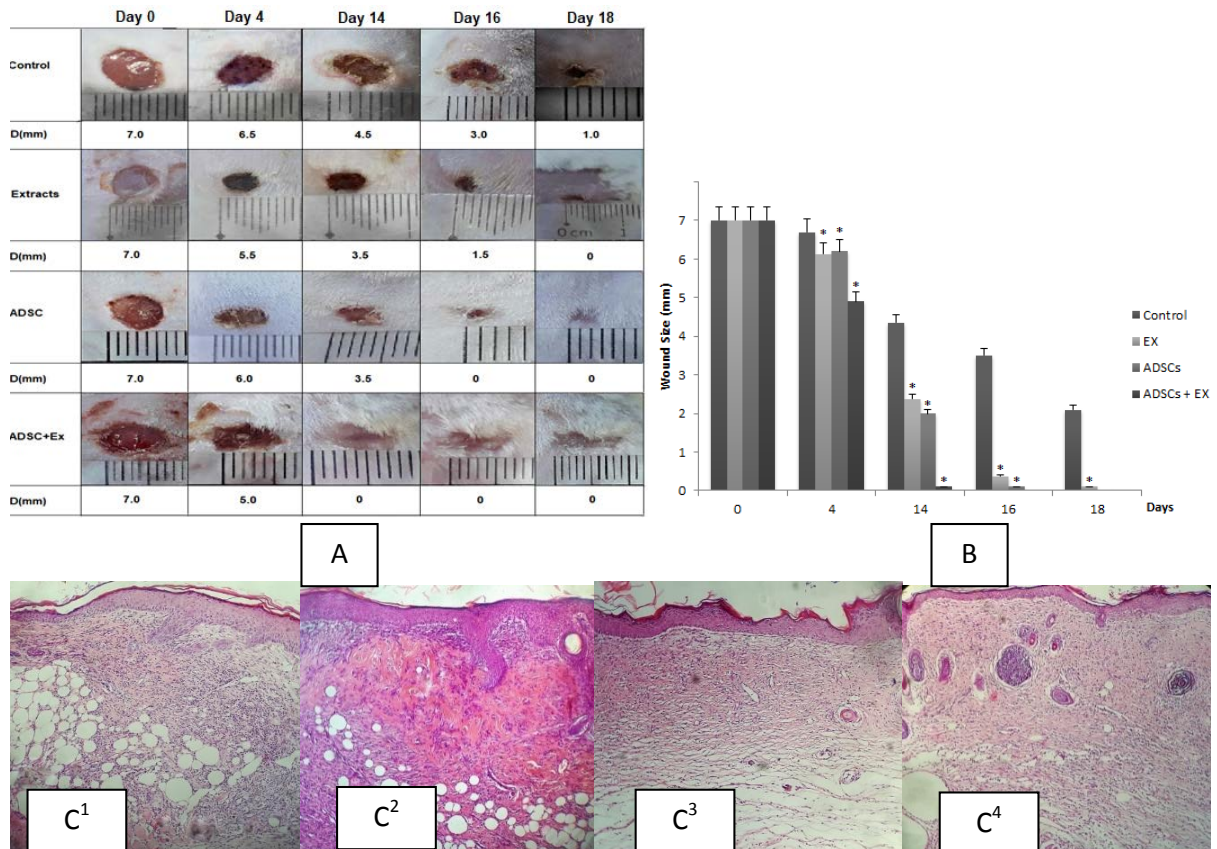 Day 0 Day 4 Day 14 Day 16 Day 18
Control
D(mm) 7.0 6.5 4.5 3.0 1.0
Extracts
0 cm 1
D(mm) 7.0 5.5 3.5 1.5 0
ADSC
D(mm) 7.0 6.0 3.5 0 0
ADSC+Ex
D(mm) 7.0 5.0 0 0 0
A
Wound Size (mm)
8
7
6
5
4
3
2
1
0
* * *
* * *
* *
*
0 4 14 16 18 Days
Control
EX
ADSCs
ADSCs + EX
B
C¹ C² C³ C⁴